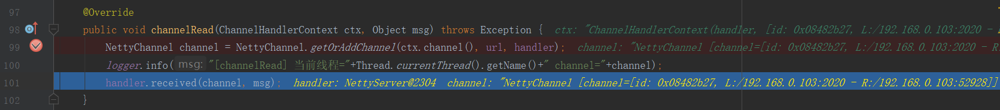 97 @Override
98 public void channelRead(ChannelHandlerContext ctx, Object msg) throws Exception { ctx: "ChannelHandlerContext(handler, [id: 0x08482b27, L:/192.168.0.103:2020 -
99 NettyChannel channel = NettyChannel.getOrAddChannel(ctx.channel(), url, handler); channel: "NettyChannel [channel=[id: 0x08482b27, L:/192.168.0.103:2020 - R:
100 logger.info( msg: "[channelRead] 当前线程="+Thread.currentThread().getName()+" channel="+channel);
101 handler.received(channel, msg); handler: NettyServer@2304 channel: "NettyChannel [channel=[id: 0x08482b27, L:/192.168.0.103:2020 - R:/192.168.0.103:52928]]
102 }